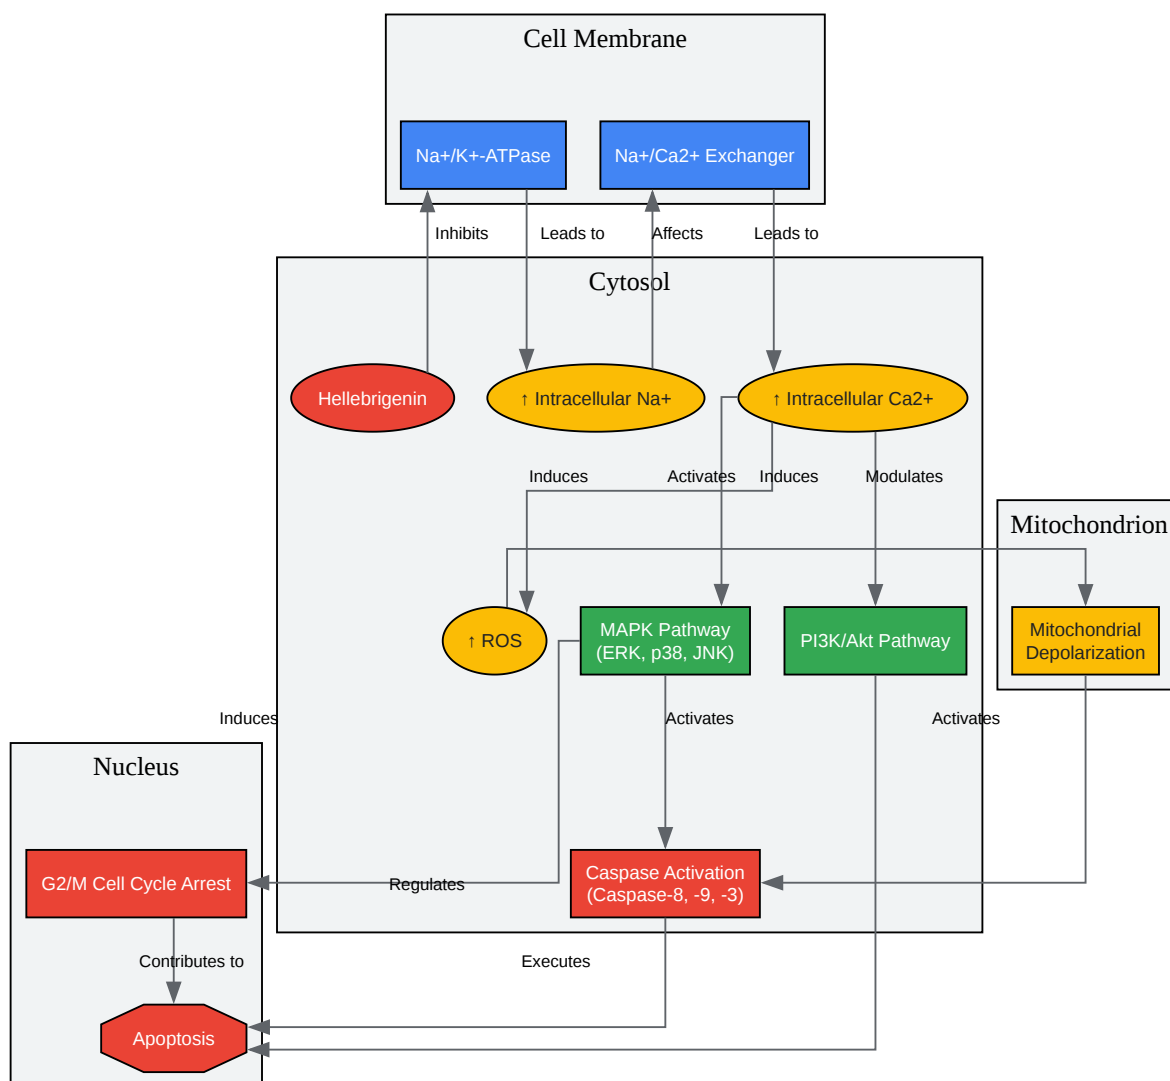 Cell Membrane
Na+/K+-ATPase
Na+/Ca2+ Exchanger
Inhibits
Leads to
Affects
Leads to
Cytosol
Hellebrigenin
↑ Intracellular Na+
↑ Intracellular Ca2+
Induces
Activates
Induces
Modulates
Mitochondrion
↑ ROS
MAPK Pathway
(ERK, p38, JNK)
PI3K/Akt Pathway
Mitochondrial
Depolarization
Induces
Activates
Activates
Nucleus
G2/M Cell Cycle Arrest
Regulates
Caspase Activation
(Caspase-8, -9, -3)
Contributes to
Executes
Apoptosis